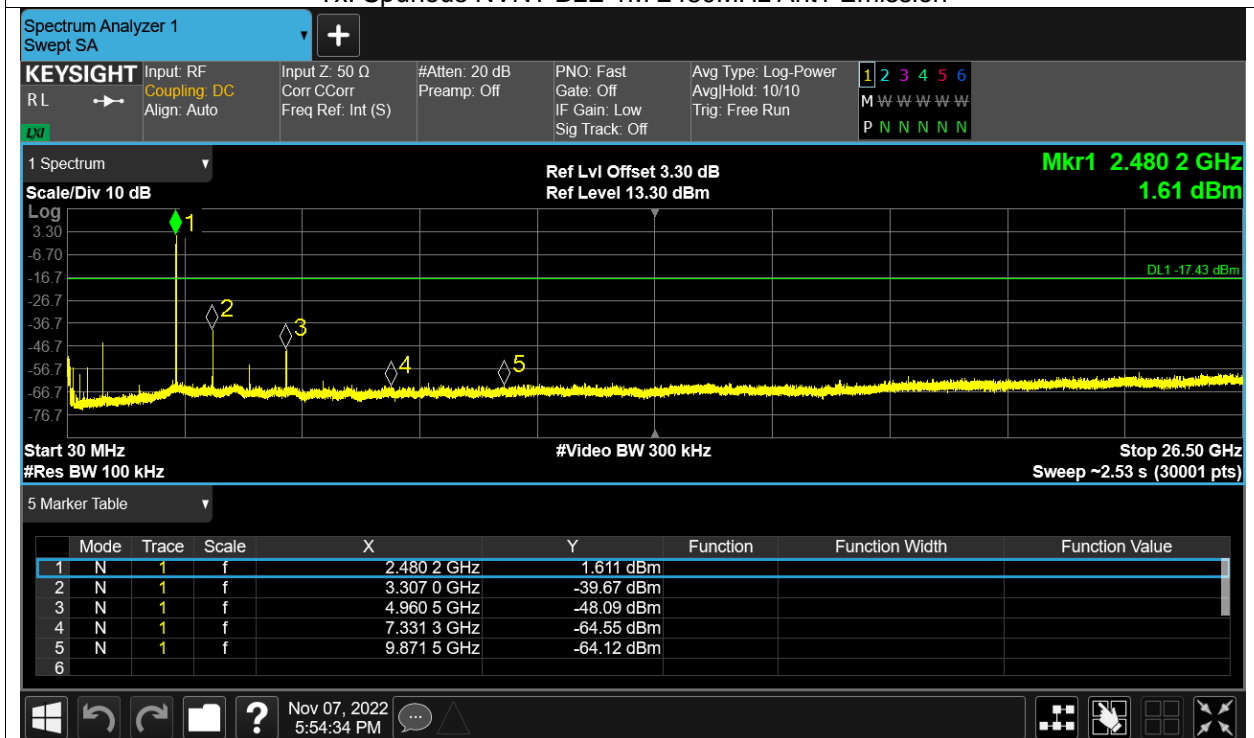 Tx. Spurious NVNT BLE 1M 2480MHz Ant1 Emission
Spectrum Analyzer 1
Swept SA
+
KEYSIGHT
RL
LXI
Input: RF
Coupling: DC
Align: Auto
Input Z: 50 Ω
Corr CCorr
Freq Ref: Int (S)
#Atten: 20 dB
Preamp: Off
PNO: Fast
Gate: Off
IF Gain: Low
Sig Track: Off
Avg Type: Log-Power
Avg|Hold: 10/10
Trig: Free Run
1 2 3 4 5 6
M W W W W W
P N N N N N
1 Spectrum
Scale/Div 10 dB
Ref Lvl Offset 3.30 dB
Ref Level 13.30 dBm
Mkr1 2.480 2 GHz
1.61 dBm
Log
3.30
-6.70
-16.7
-26.7
-36.7
-46.7
-56.7
-66.7
-76.7
1
2
3
4
5
DL1 -17.43 dBm
Start 30 MHz
#Res BW 100 kHz
#Video BW 300 kHz
Stop 26.50 GHz
Sweep ~2.53 s (30001 pts)
5 Marker Table
Mode Trace Scale X Y Function Function Width Function Value
1 N 1 f 2.480 2 GHz 1.611 dBm
2 N 1 f 3.307 0 GHz -39.67 dBm
3 N 1 f 4.960 5 GHz -48.09 dBm
4 N 1 f 7.331 3 GHz -64.55 dBm
5 N 1 f 9.871 5 GHz -64.12 dBm
6
?
Nov 07, 2022
5:54:34 PM